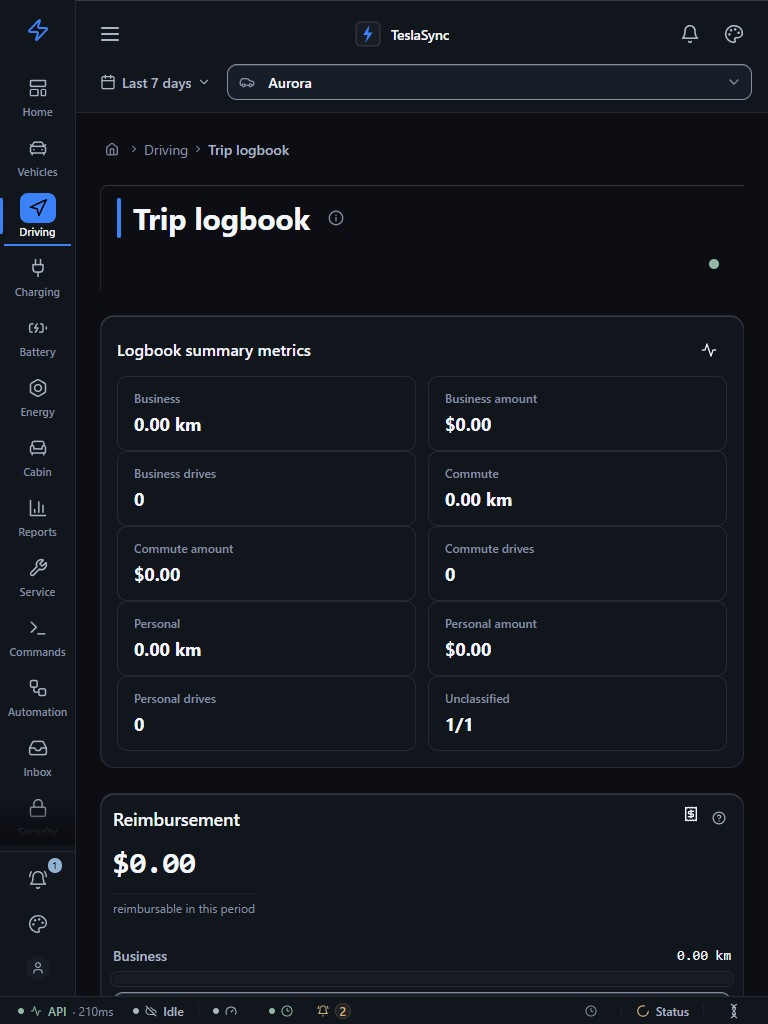 TeslaSync
Last 7 days
Aurora
Home
Vehicles
Driving
Charging
Battery
Energy
Cabin
Reports
Service
Commands
Automation
Inbox
Security
1
Driving
Trip logbook
Trip logbook
Logbook summary metrics
Business
0.00 km
Business amount
$0.00
Business drives
0
Commute
0.00 km
Commute amount
$0.00
Commute drives
0
Personal
0.00 km
Personal amount
$0.00
Personal drives
0
Unclassified
1/1
Reimbursement
$0.00
reimbursable in this period
Business
0.00 km
API · 210ms
Idle
2
Status